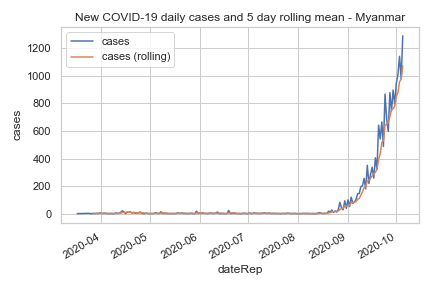 New COVID-19 daily cases and 5 day rolling mean - Myanmar
cases
cases (rolling)
1200
1000
800
600
400
200
0
cases
2020-04
2020-05
2020-06
2020-07
2020-08
2020-09
2020-10
dateRep